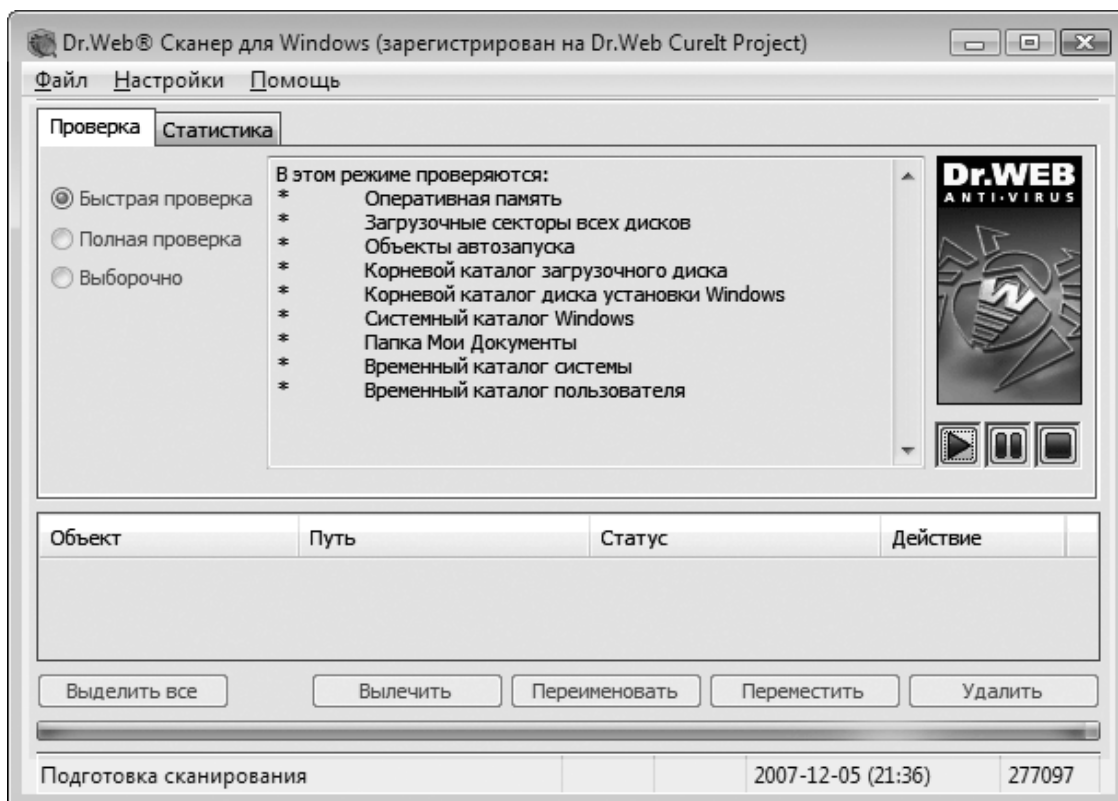 Dr.Web® Сканер для Windows (зарегистрирован на Dr.Web CureIt Project)
Файл Настройки Помощь
Проверка Статистика
Быстрая проверка
Полная проверка
Выборочно
В этом режиме проверяются:
* Оперативная память
* Загрузочные секторы всех дисков
* Объекты автозапуска
* Корневой каталог загрузочного диска
* Корневой каталог диска установки Windows
* Системный каталог Windows
* Папка Мои Документы
* Временный каталог системы
* Временный каталог пользователя
Dr.WEB
ANTI-VIRUS
Объект Путь Статус Действие
Выделить все Вылечить Переименовать Переместить Удалить
Подготовка сканирования 2007-12-05 (21:36) 277097